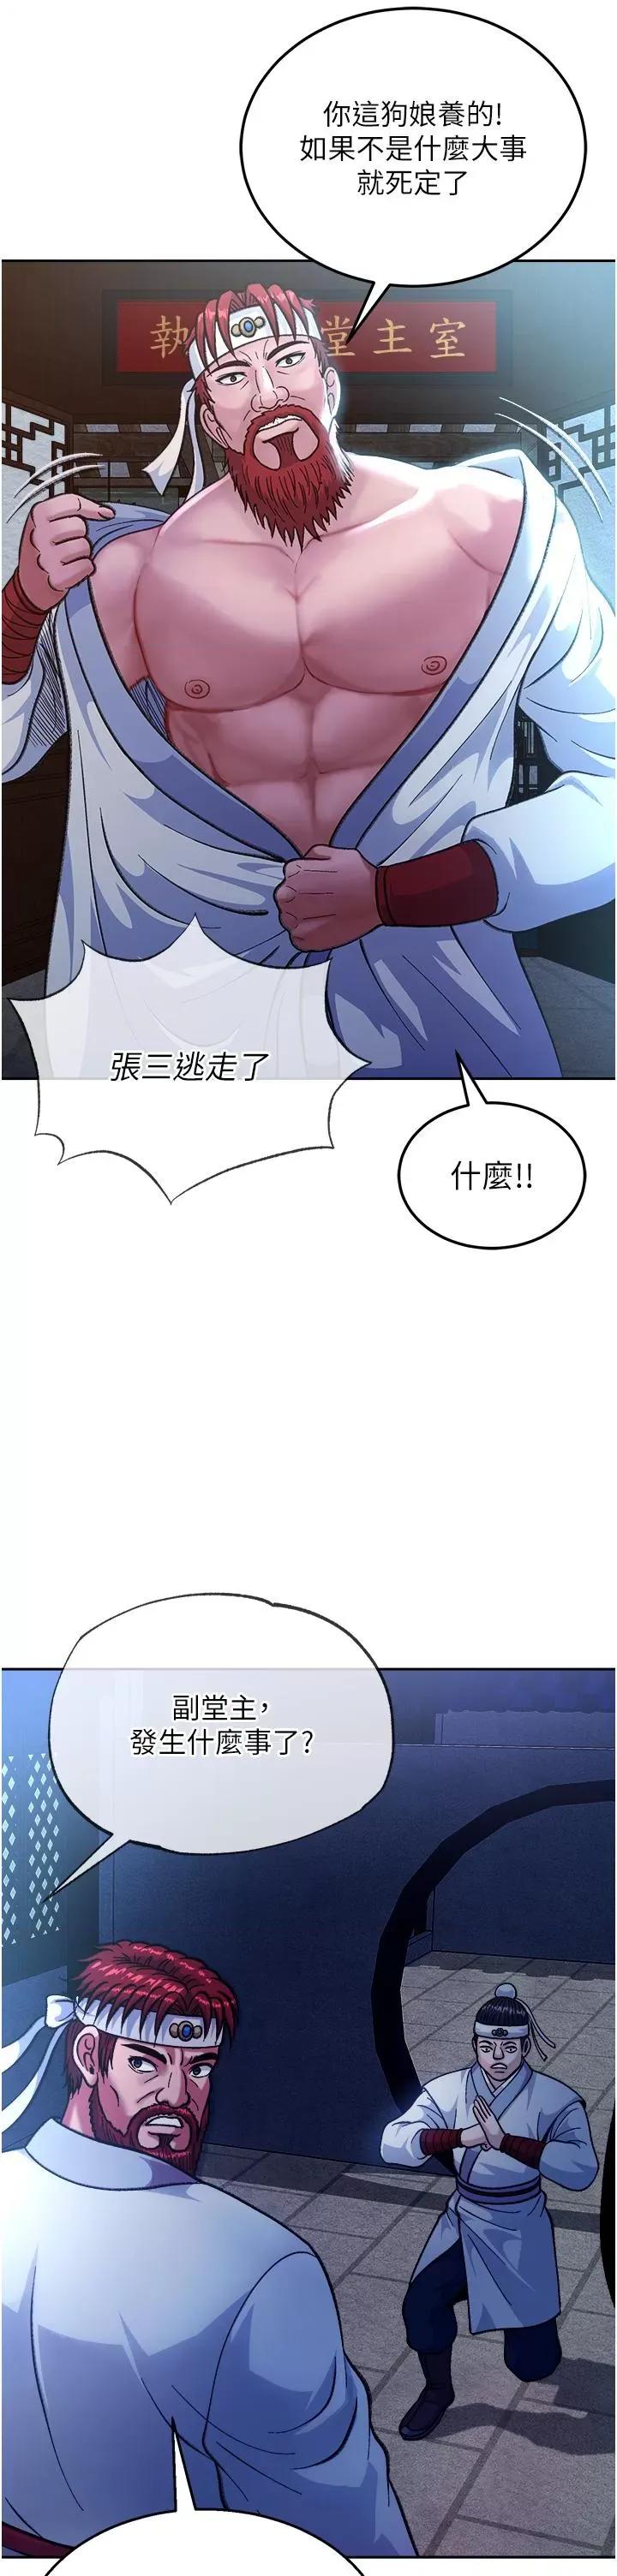 你這狗娘養的!
如果不是什麼大事
就死定了
執
堂主室
張三逃走了
什麼!!
副堂主,
發生什麼事了?